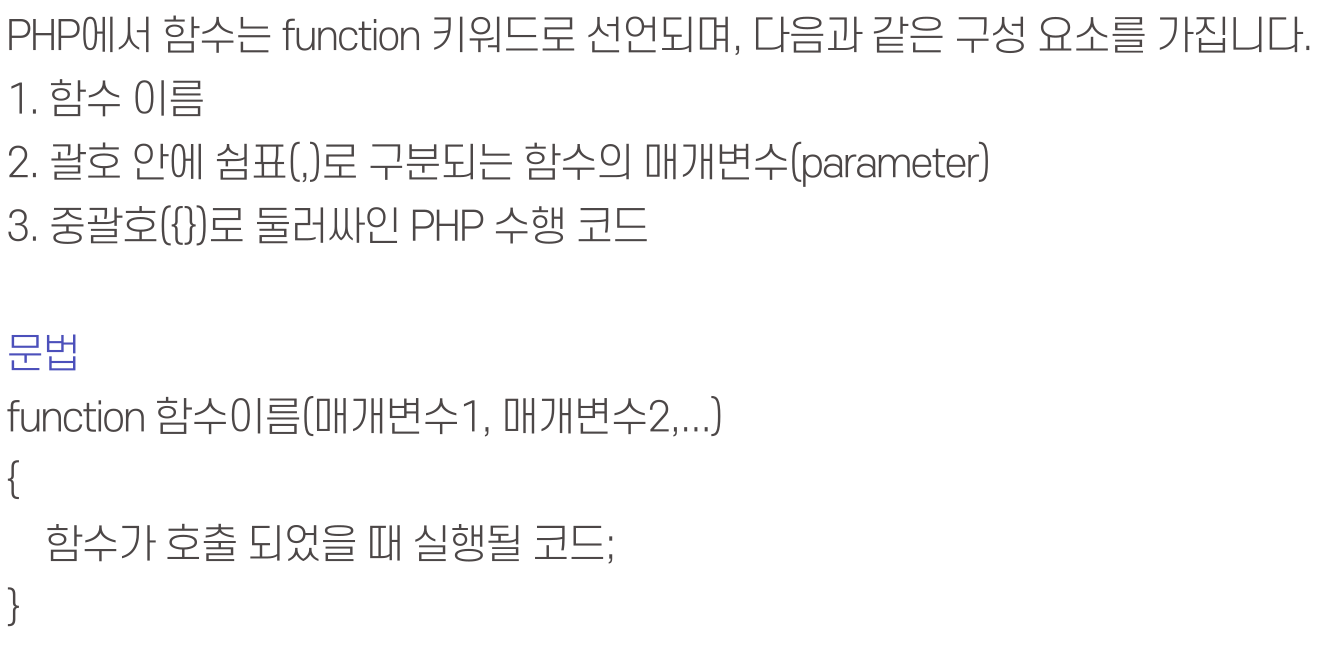 PHP에서 함수는 function 키워드로 선언되며, 다음과 같은 구성 요소를 가집니다.
1. 함수 이름
2. 괄호 안에 쉼표(,)로 구분되는 함수의 매개변수(parameter)
3. 중괄호({})로 둘러싸인 PHP 수행 코드
문법
function 함수이름(매개변수1, 매개변수2,...)
{
함수가 호출 되었을 때 실행될 코드;
}